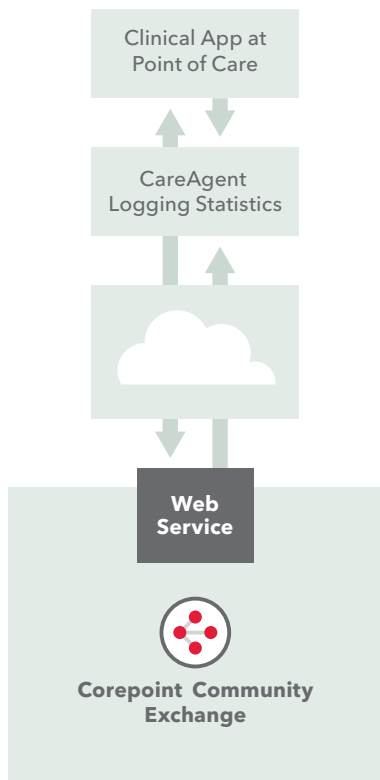 Clinical App at
Point of Care
CareAgent
Logging Statistics
Web
Service
Corepoint Community
Exchange